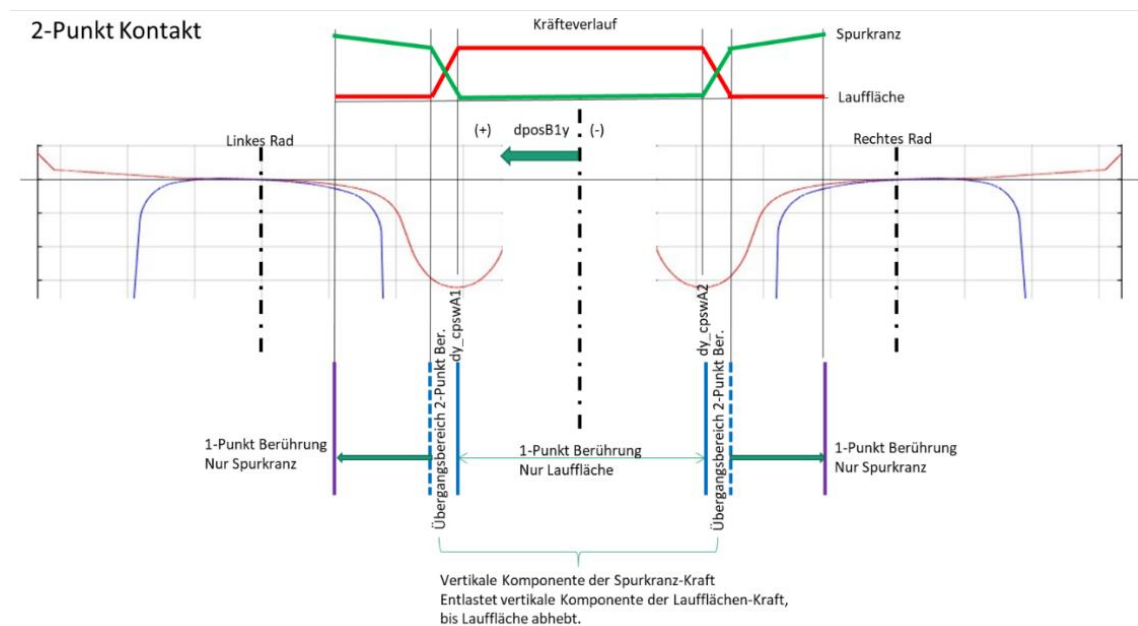 2-Punkt Kontakt
Kräfteverlauf
Spurkranz
Lauffläche
(+) dposB1y (-)
Linkes Rad
Rechtes Rad
dy_cpswA1
dy_cpswA2
Übergangsbereich 2-Punkt Ber.
Übergangsbereich 2-Punkt Ber.
1-Punkt Berührung
Nur Spurkranz
1-Punkt Berührung
Nur Lauffläche
1-Punkt Berührung
Nur Spurkranz
Vertikale Komponente der Spurkranz-Kraft
Entlastet vertikale Komponente der Laufflächen-Kraft,
bis Lauffläche abhebt.